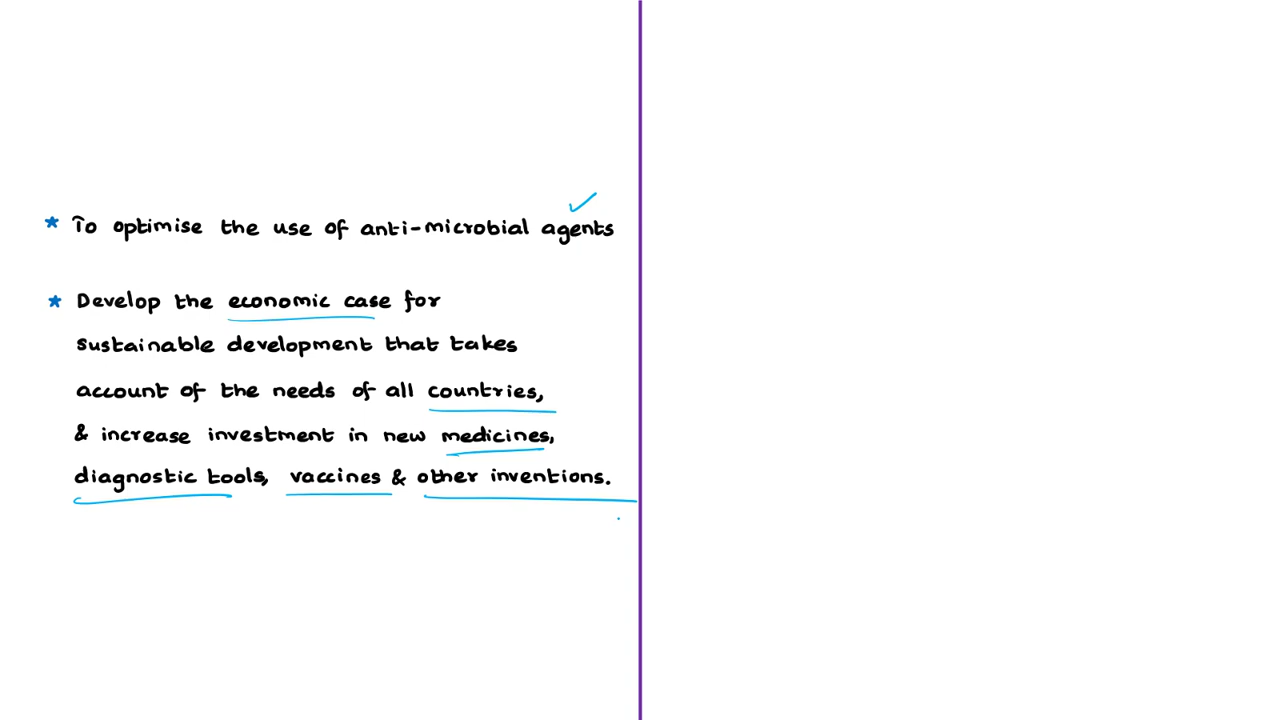 * To optimise the use of anti-microbial agents
* Develop the economic case for
sustainable development that takes
account of the needs of all countries,
& increase investment in new medicines,
diagnostic tools, vaccines & other inventions.